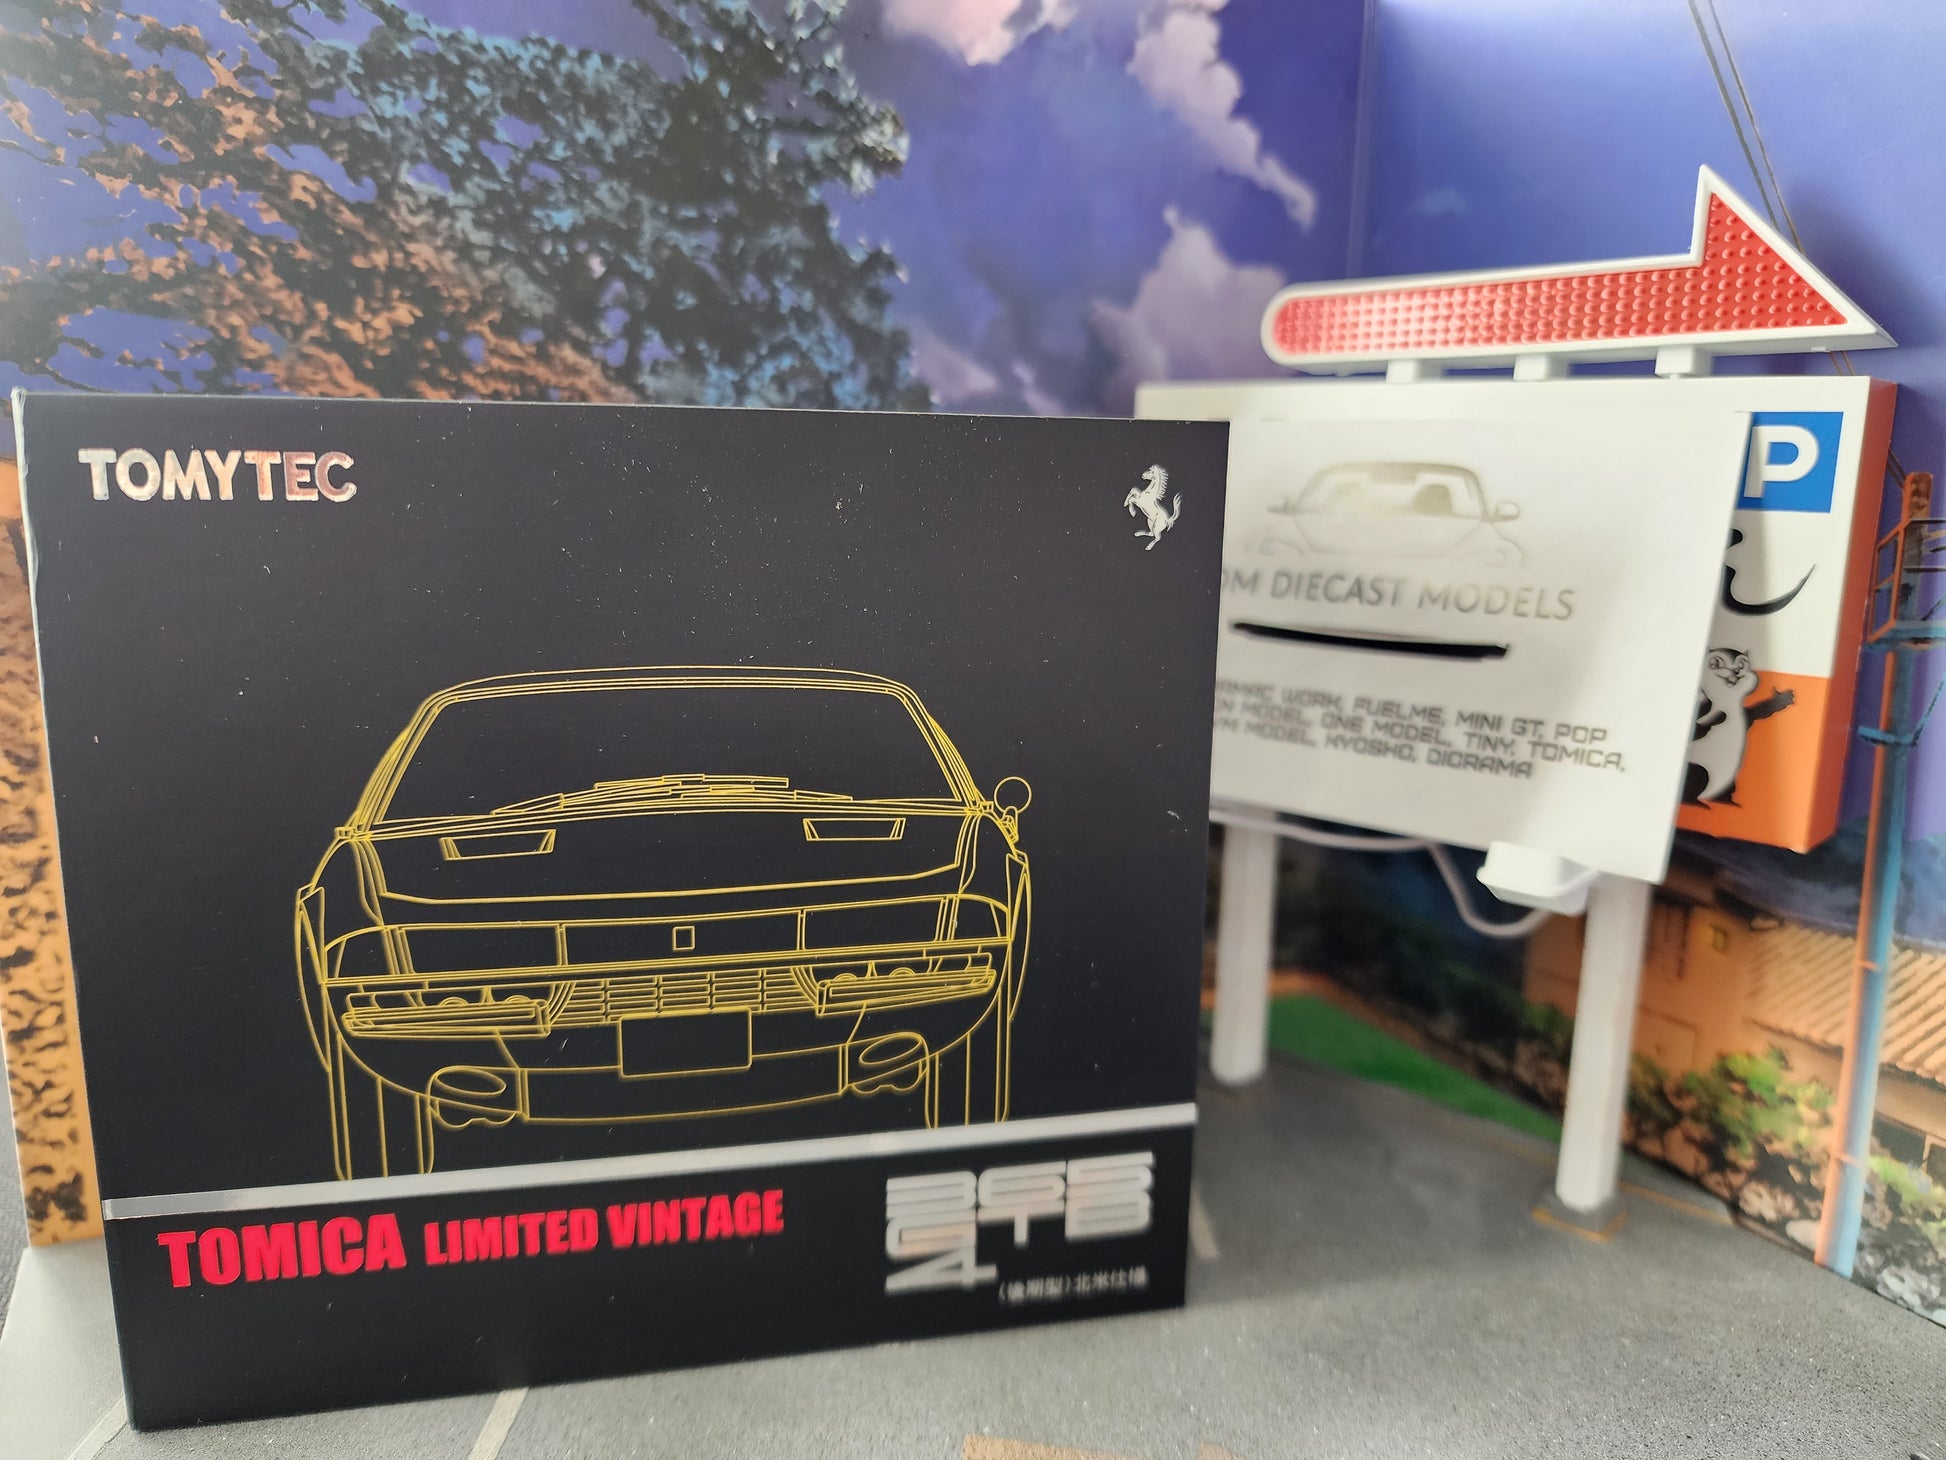 TOMYTEC
TOMICA LIMITED VINTAGE
365
GTB
4
(後期型)北米仕様
P
DIECAST MODELS
WORK, FUELME, MINI GT, POP
MODEL, ONE MODEL, TINY, TOMICA,
MODEL, KYOSHO, DIORAMA